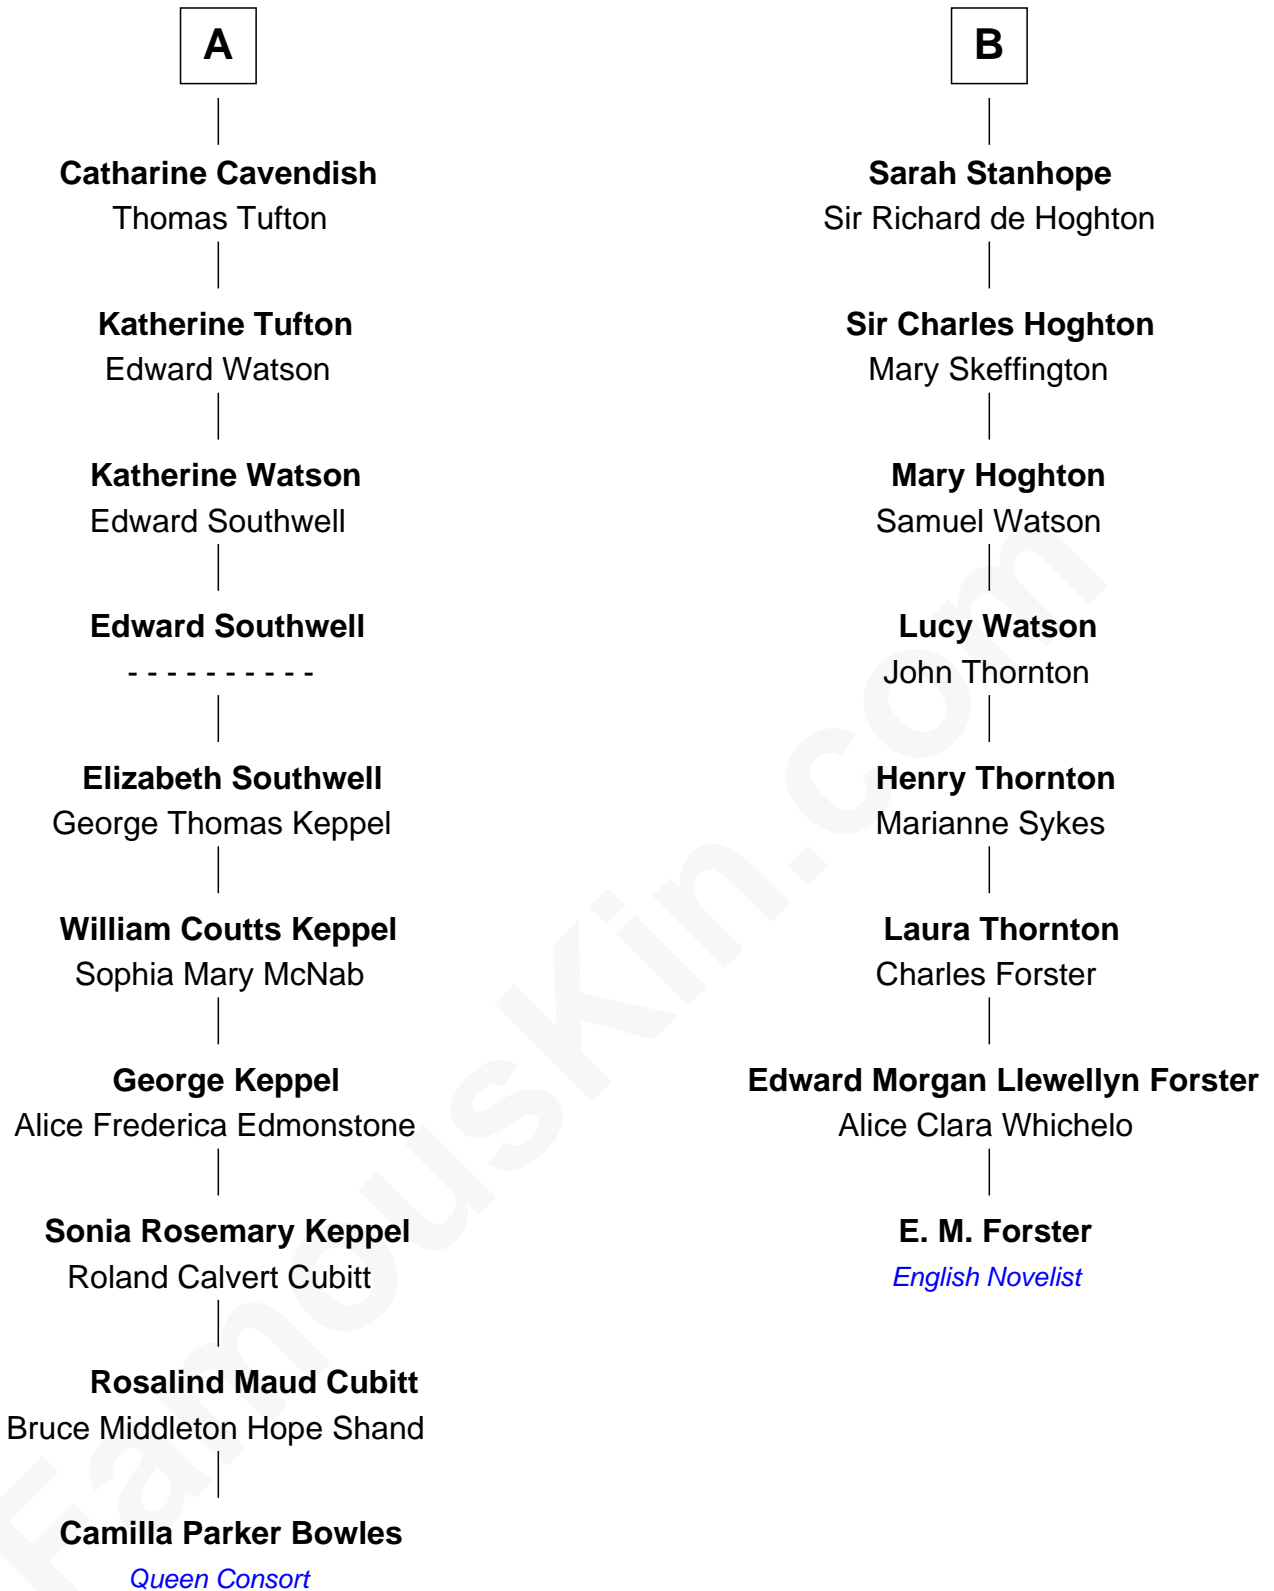 A
Catharine Cavendish
Thomas Tufton
Katherine Tufton
Edward Watson
Katherine Watson
Edward Southwell
Edward Southwell
- - - - - - - - - -
Elizabeth Southwell
George Thomas Keppel
William Coutts Keppel
Sophia Mary McNab
George Keppel
Alice Frederica Edmonstone
Sonia Rosemary Keppel
Roland Calvert Cubitt
Rosalind Maud Cubitt
Bruce Middleton Hope Shand
Camilla Parker Bowles
Queen Consort
B
Sarah Stanhope
Sir Richard de Hoghton
Sir Charles Hoghton
Mary Skeffington
Mary Hoghton
Samuel Watson
Lucy Watson
John Thornton
Henry Thornton
Marianne Sykes
Laura Thornton
Charles Forster
Edward Morgan Llewellyn Forster
Alice Clara Whichelo
E. M. Forster
English Novelist
FamousKin.com